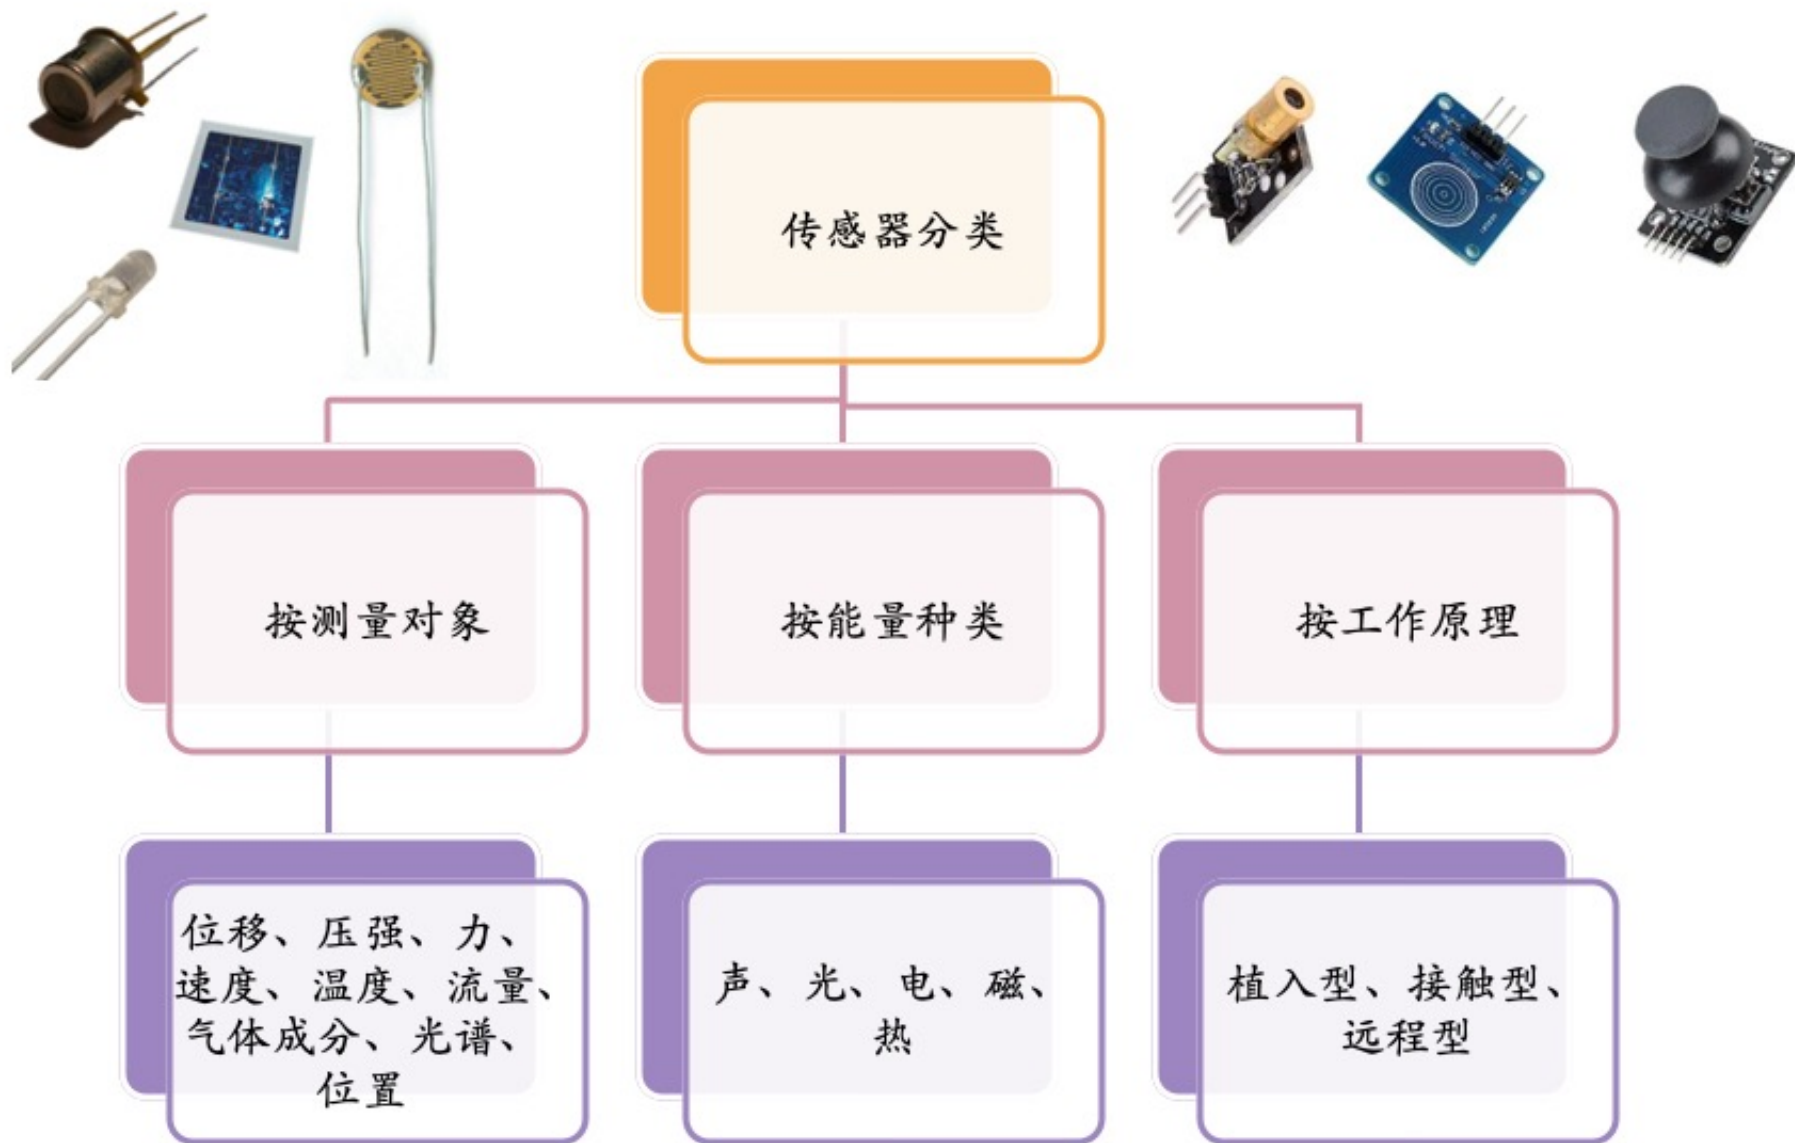 传感器分类
按测量对象
按能量种类
按工作原理
位移、压强、力、
速度、温度、流量、
气体成分、光谱、
位置
声、光、电、磁、
热
植入型、接触型、
远程型